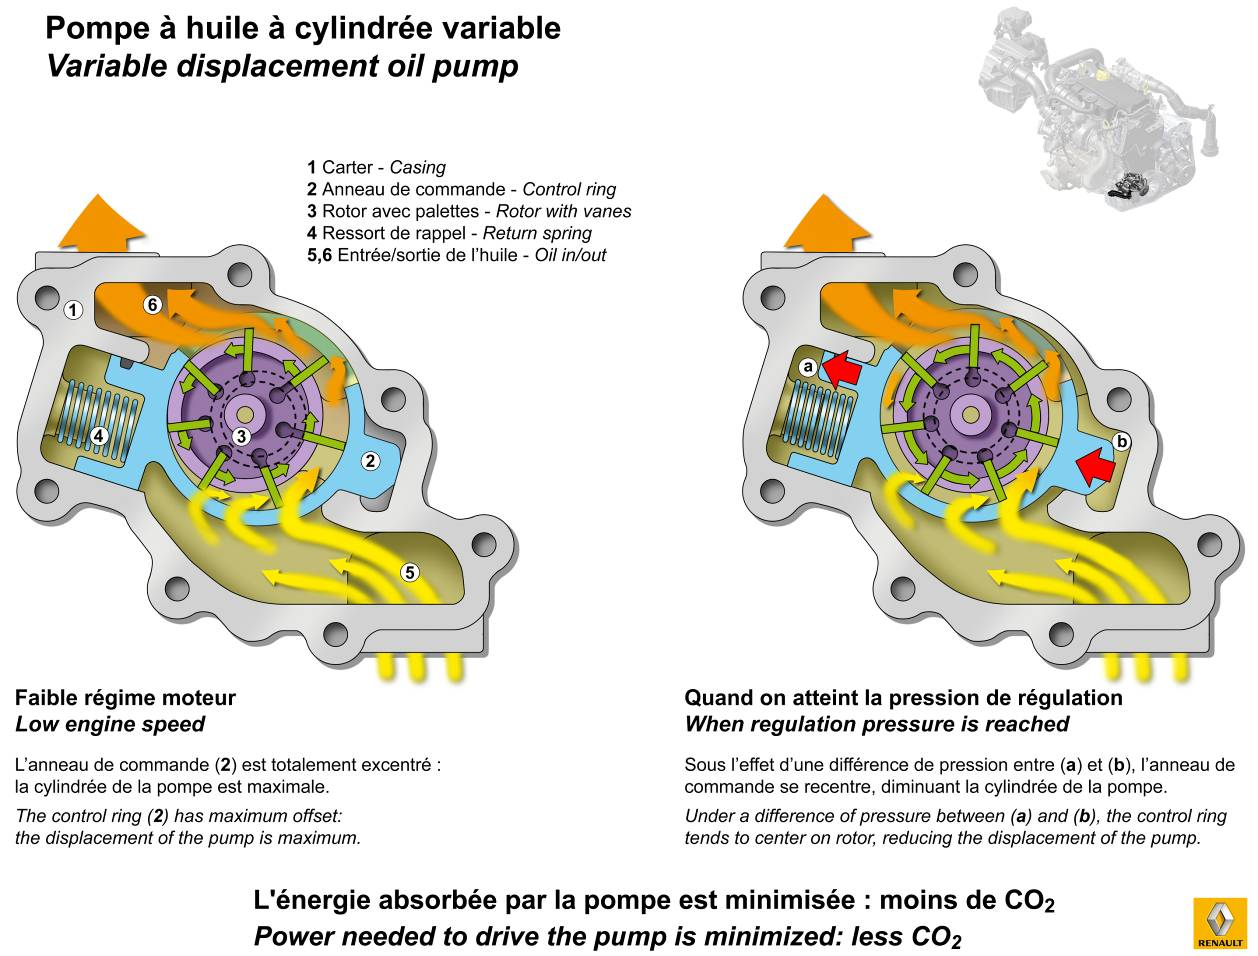 Pompe à huile à cylindrée variable
Variable displacement oil pump
1 Carter - Casing
2 Anneau de commande - Control ring
3 Rotor avec palettes - Rotor with vanes
4 Ressort de rappel - Return spring
5,6 Entrée/sortie de l’huile - Oil in/out
1
6
4
3
2
5
a
b
Faible régime moteur
Low engine speed
L’anneau de commande (2) est totalement excentré :
la cylindrée de la pompe est maximale.
The control ring (2) has maximum offset:
the displacement of the pump is maximum.
Quand on atteint la pression de régulation
When regulation pressure is reached
Sous l’effet d’une différence de pression entre (a) et (b), l’anneau de
commande se recentre, diminuant la cylindrée de la pompe.
Under a difference of pressure between (a) and (b), the control ring
tends to center on rotor, reducing the displacement of the pump.
L'énergie absorbée par la pompe est minimisée : moins de CO2
Power needed to drive the pump is minimized: less CO2
RENAULT